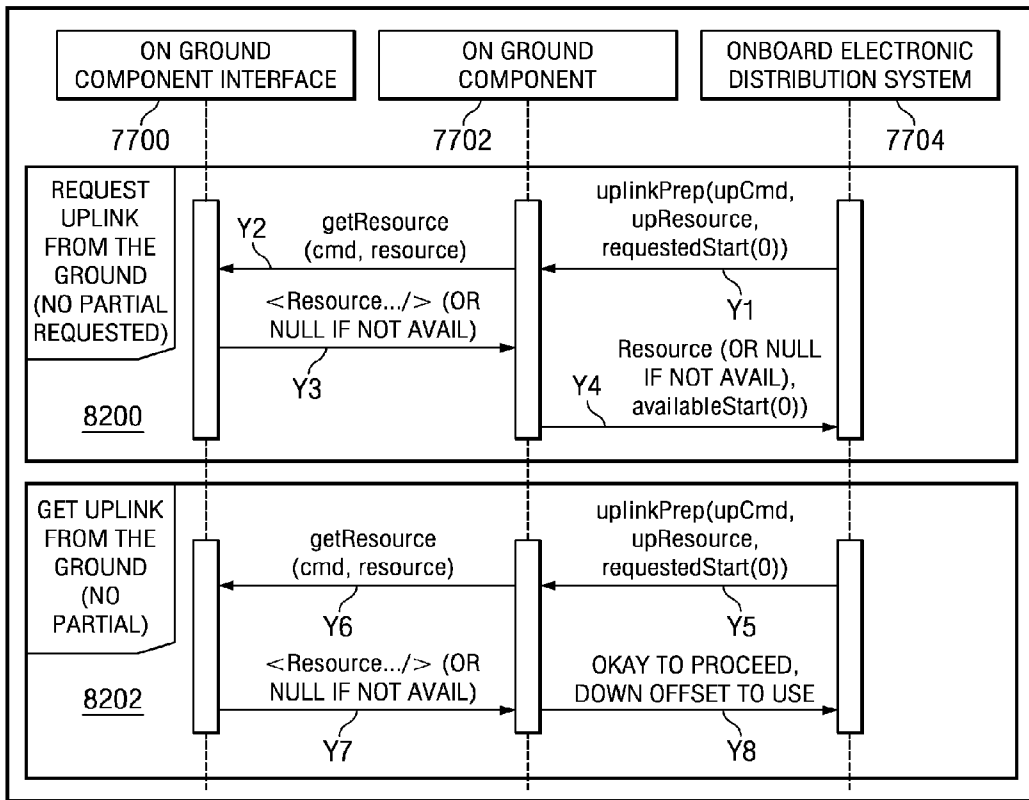 ON GROUND
COMPONENT INTERFACE
ON GROUND
COMPONENT
ONBOARD ELECTRONIC
DISTRIBUTION SYSTEM
7700
7702
7704
REQUEST
UPLINK
FROM THE
GROUND
(NO PARTIAL
REQUESTED)
8200
Y2
getResource
(cmd, resource)
uplinkPrep(upCmd,
upResource,
requestedStart(0))
Y1
<Resource.../> (OR
NULL IF NOT AVAIL)
Y3
Resource (OR NULL
IF NOT AVAIL),
availableStart(0))
Y4
GET UPLINK
FROM THE
GROUND
(NO
PARTIAL)
8202
getResource
(cmd, resource)
Y6
uplinkPrep(upCmd,
upResource,
requestedStart(0))
Y5
<Resource.../> (OR
NULL IF NOT AVAIL)
Y7
OKAY TO PROCEED,
DOWN OFFSET TO USE
Y8